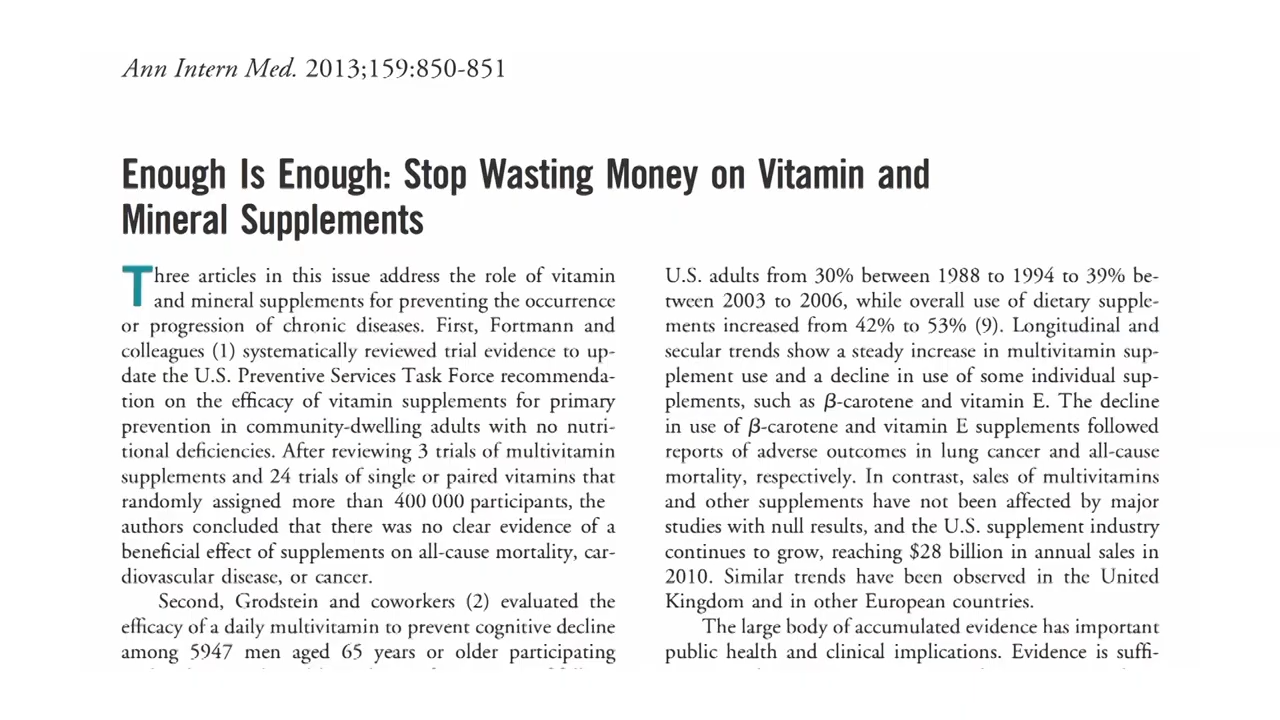 Ann Intern Med. 2013;159:850-851
Enough Is Enough: Stop Wasting Money on Vitamin and
Mineral Supplements
Three articles in this issue address the role of vitamin
and mineral supplements for preventing the occurrence
or progression of chronic diseases. First, Fortmann and
colleagues (1) systematically reviewed trial evidence to up-
date the U.S. Preventive Services Task Force recommenda-
tion on the efficacy of vitamin supplements for primary
prevention in community-dwelling adults with no nutri-
tional deficiencies. After reviewing 3 trials of multivitamin
supplements and 24 trials of single or paired vitamins that
randomly assigned more than 400 000 participants, the
authors concluded that there was no clear evidence of a
beneficial effect of supplements on all-cause mortality, car-
diovascular disease, or cancer.
Second, Grodstein and coworkers (2) evaluated the
efficacy of a daily multivitamin to prevent cognitive decline
among 5947 men aged 65 years or older participating
U.S. adults from 30% between 1988 to 1994 to 39% be-
tween 2003 to 2006, while overall use of dietary supple-
ments increased from 42% to 53% (9). Longitudinal and
secular trends show a steady increase in multivitamin sup-
plement use and a decline in use of some individual sup-
plements, such as β-carotene and vitamin E. The decline
in use of β-carotene and vitamin E supplements followed
reports of adverse outcomes in lung cancer and all-cause
mortality, respectively. In contrast, sales of multivitamins
and other supplements have not been affected by major
studies with null results, and the U.S. supplement industry
continues to grow, reaching $28 billion in annual sales in
2010. Similar trends have been observed in the United
Kingdom and in other European countries.
The large body of accumulated evidence has important
public health and clinical implications. Evidence is suffi-